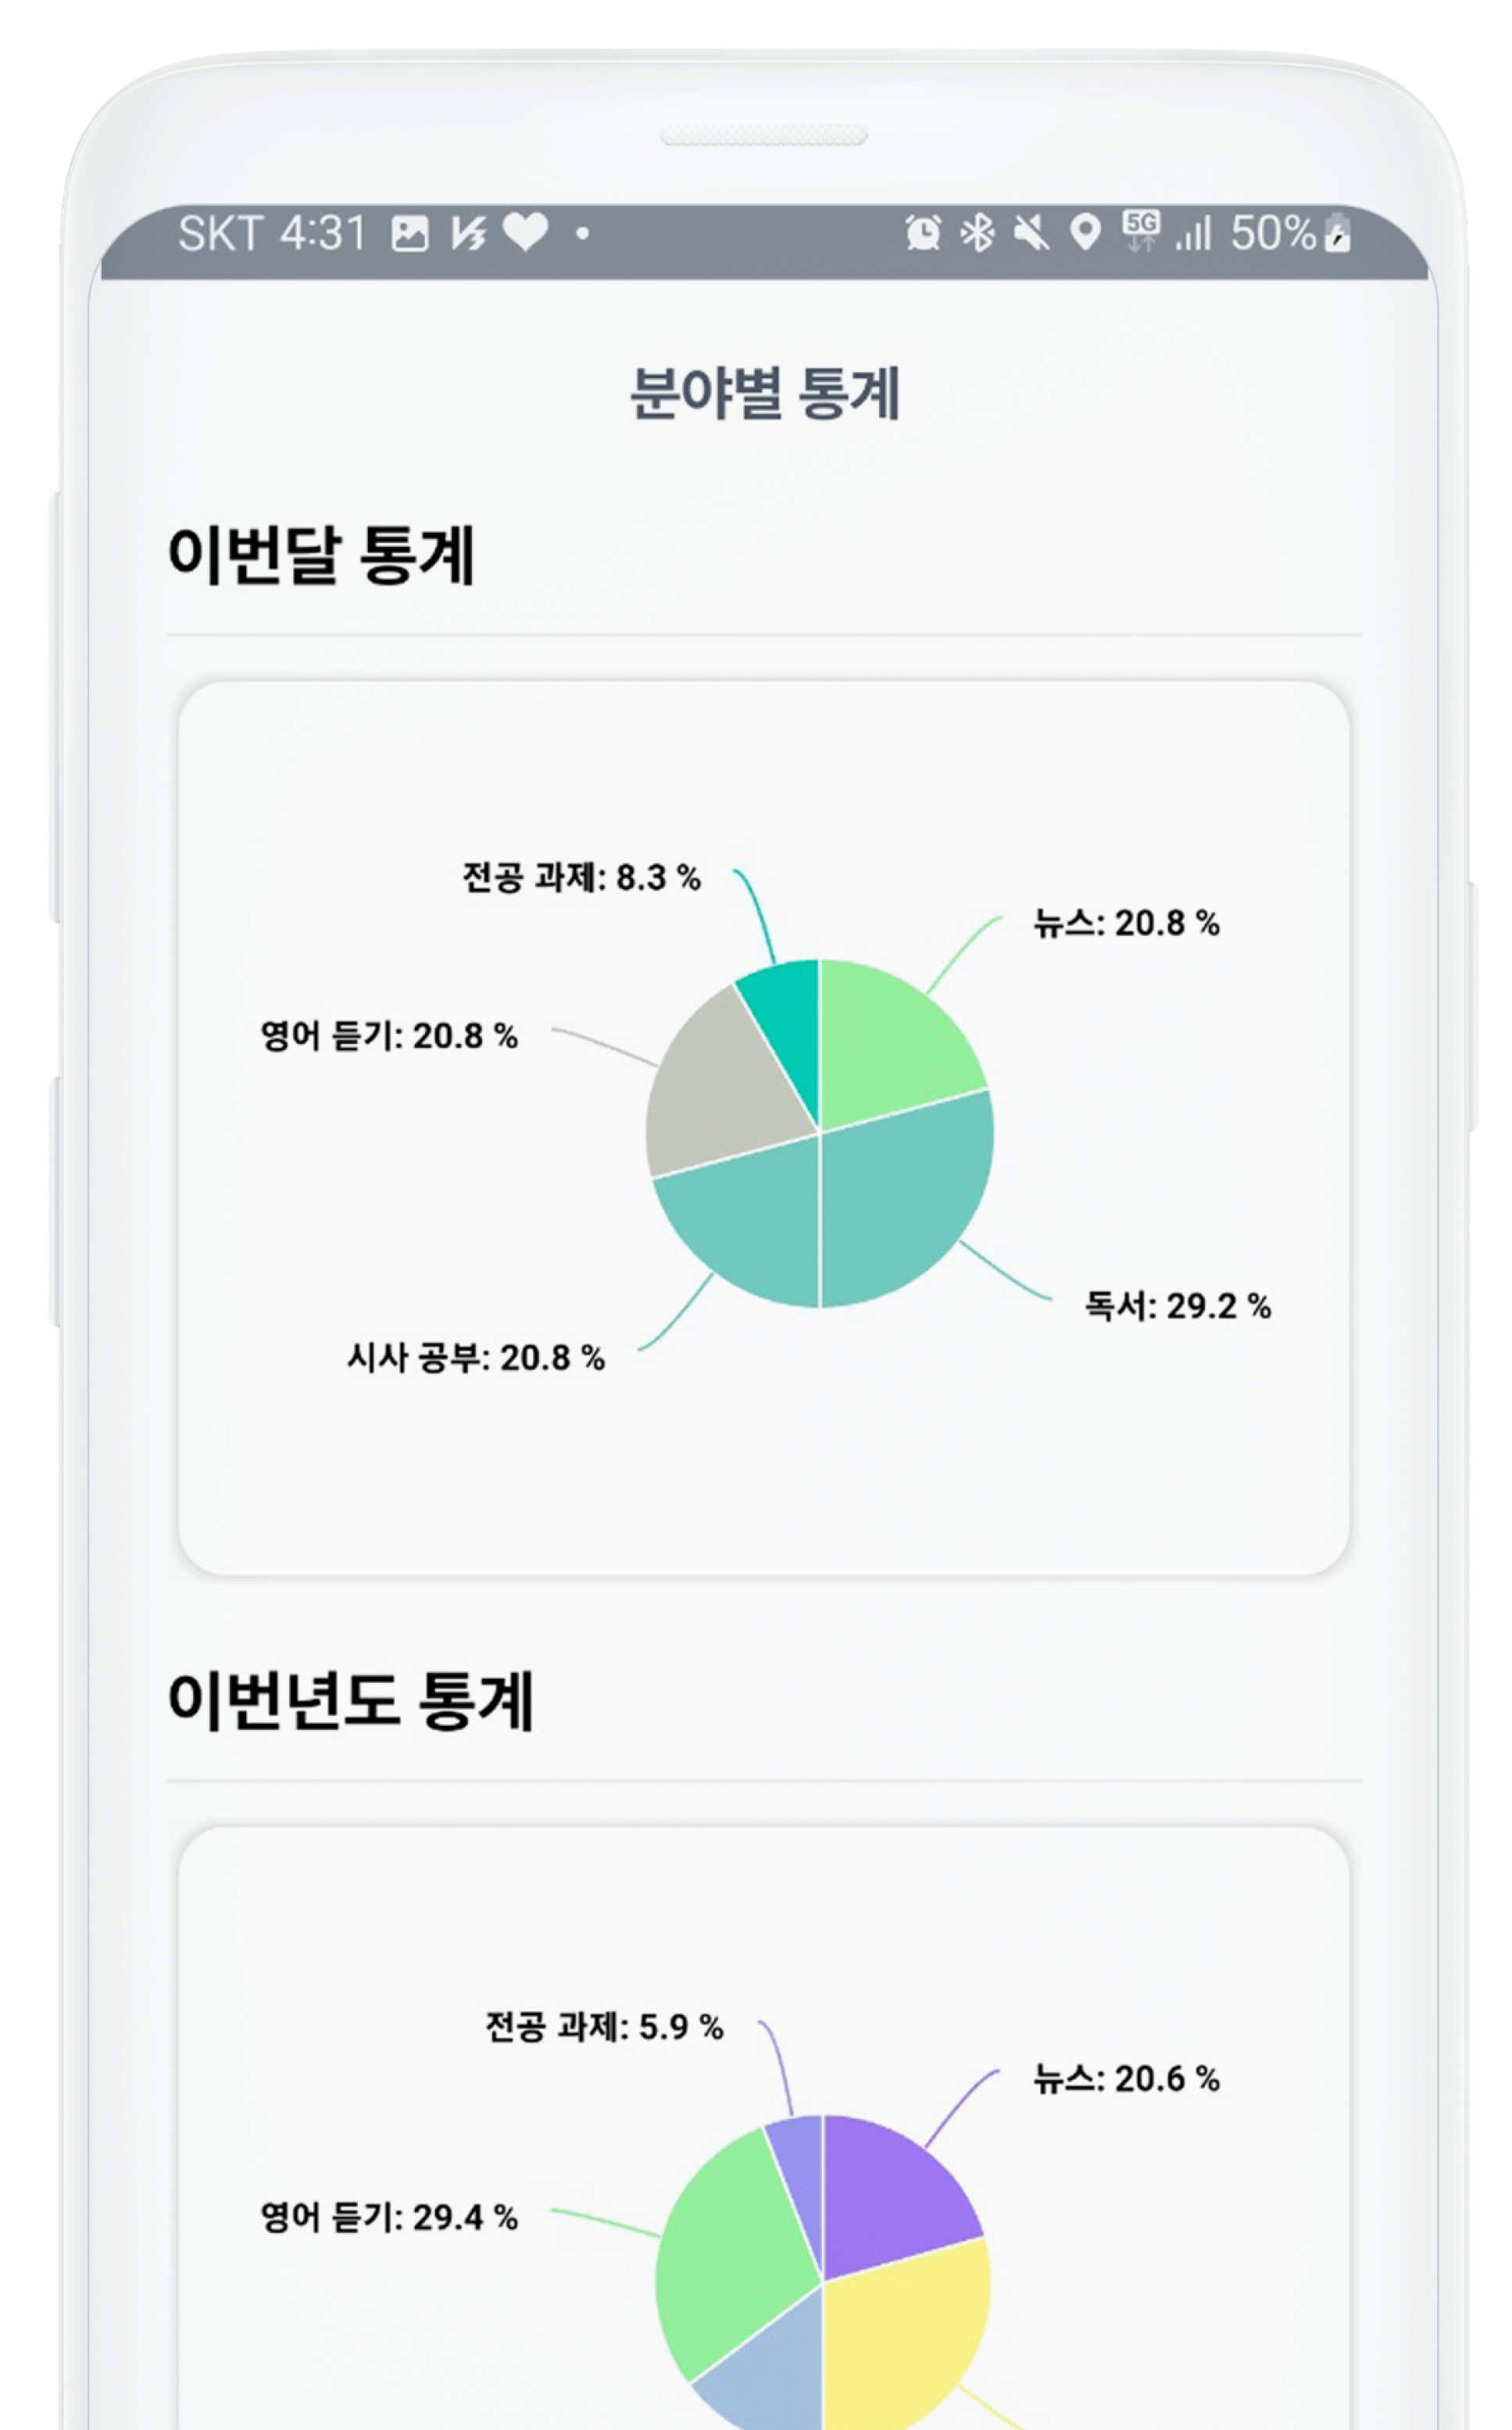 SKT 4:31 5G 50%
분야별 통계
이번달 통계
전공 과제: 8.3 %
뉴스: 20.8 %
영어 듣기: 20.8 %
독서: 29.2 %
시사 공부: 20.8 %
이번년도 통계
전공 과제: 5.9 %
뉴스: 20.6 %
영어 듣기: 29.4 %